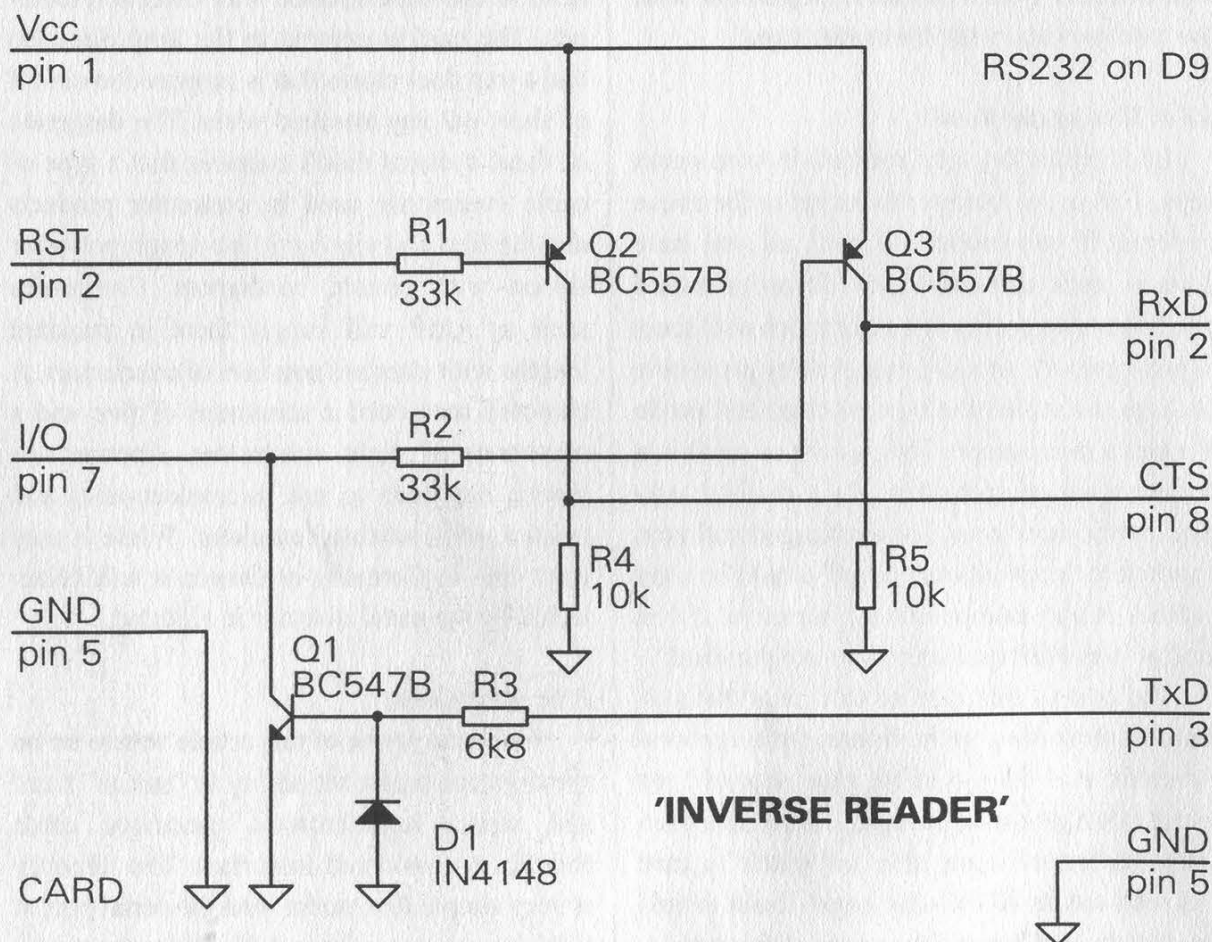 Vcc
pin 1
RS232 on D9
RST
pin 2
R1
33k
Q2
BC557B
Q3
BC557B
RxD
pin 2
I/O
pin 7
R2
33k
CTS
pin 8
R4
10k
R5
10k
GND
pin 5
Q1
BC547B
R3
6k8
TxD
pin 3
'INVERSE READER'
D1
IN4148
GND
pin 5
CARD